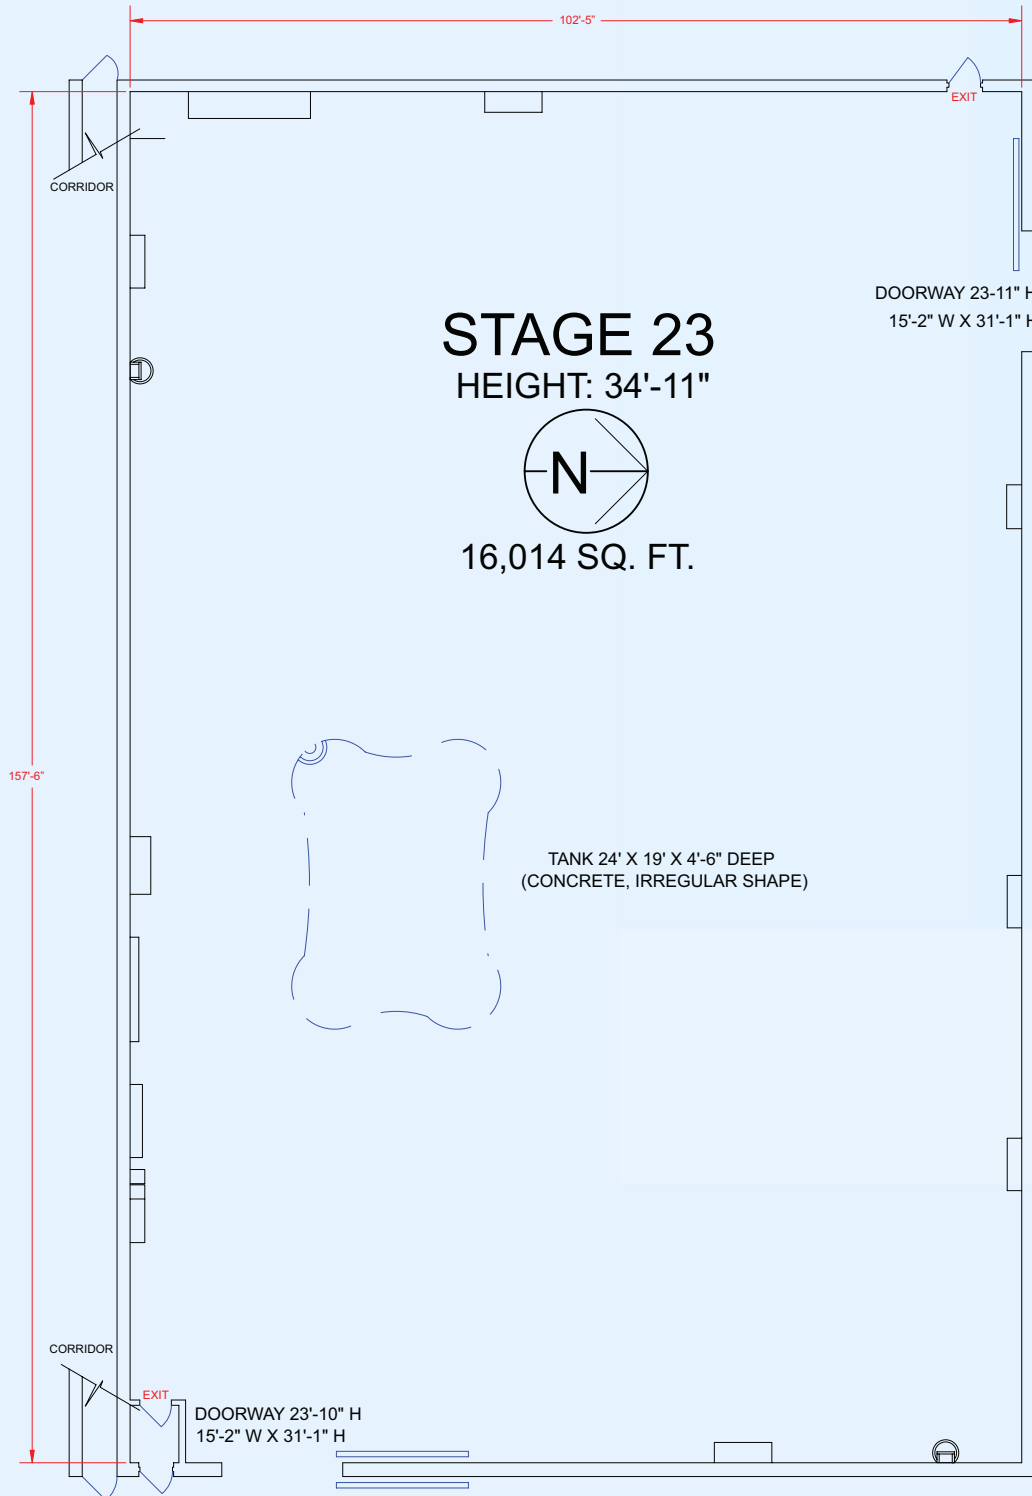 102'-5"
EXIT
CORRIDOR
DOORWAY 23-11" H
15'-2" W X 31'-1" H
STAGE 23
HEIGHT: 34'-11"
N
16,014 SQ. FT.
157'-6"
TANK 24' X 19' X 4'-6" DEEP
(CONCRETE, IRREGULAR SHAPE)
CORRIDOR
EXIT
DOORWAY 23'-10" H
15'-2" W X 31'-1" H